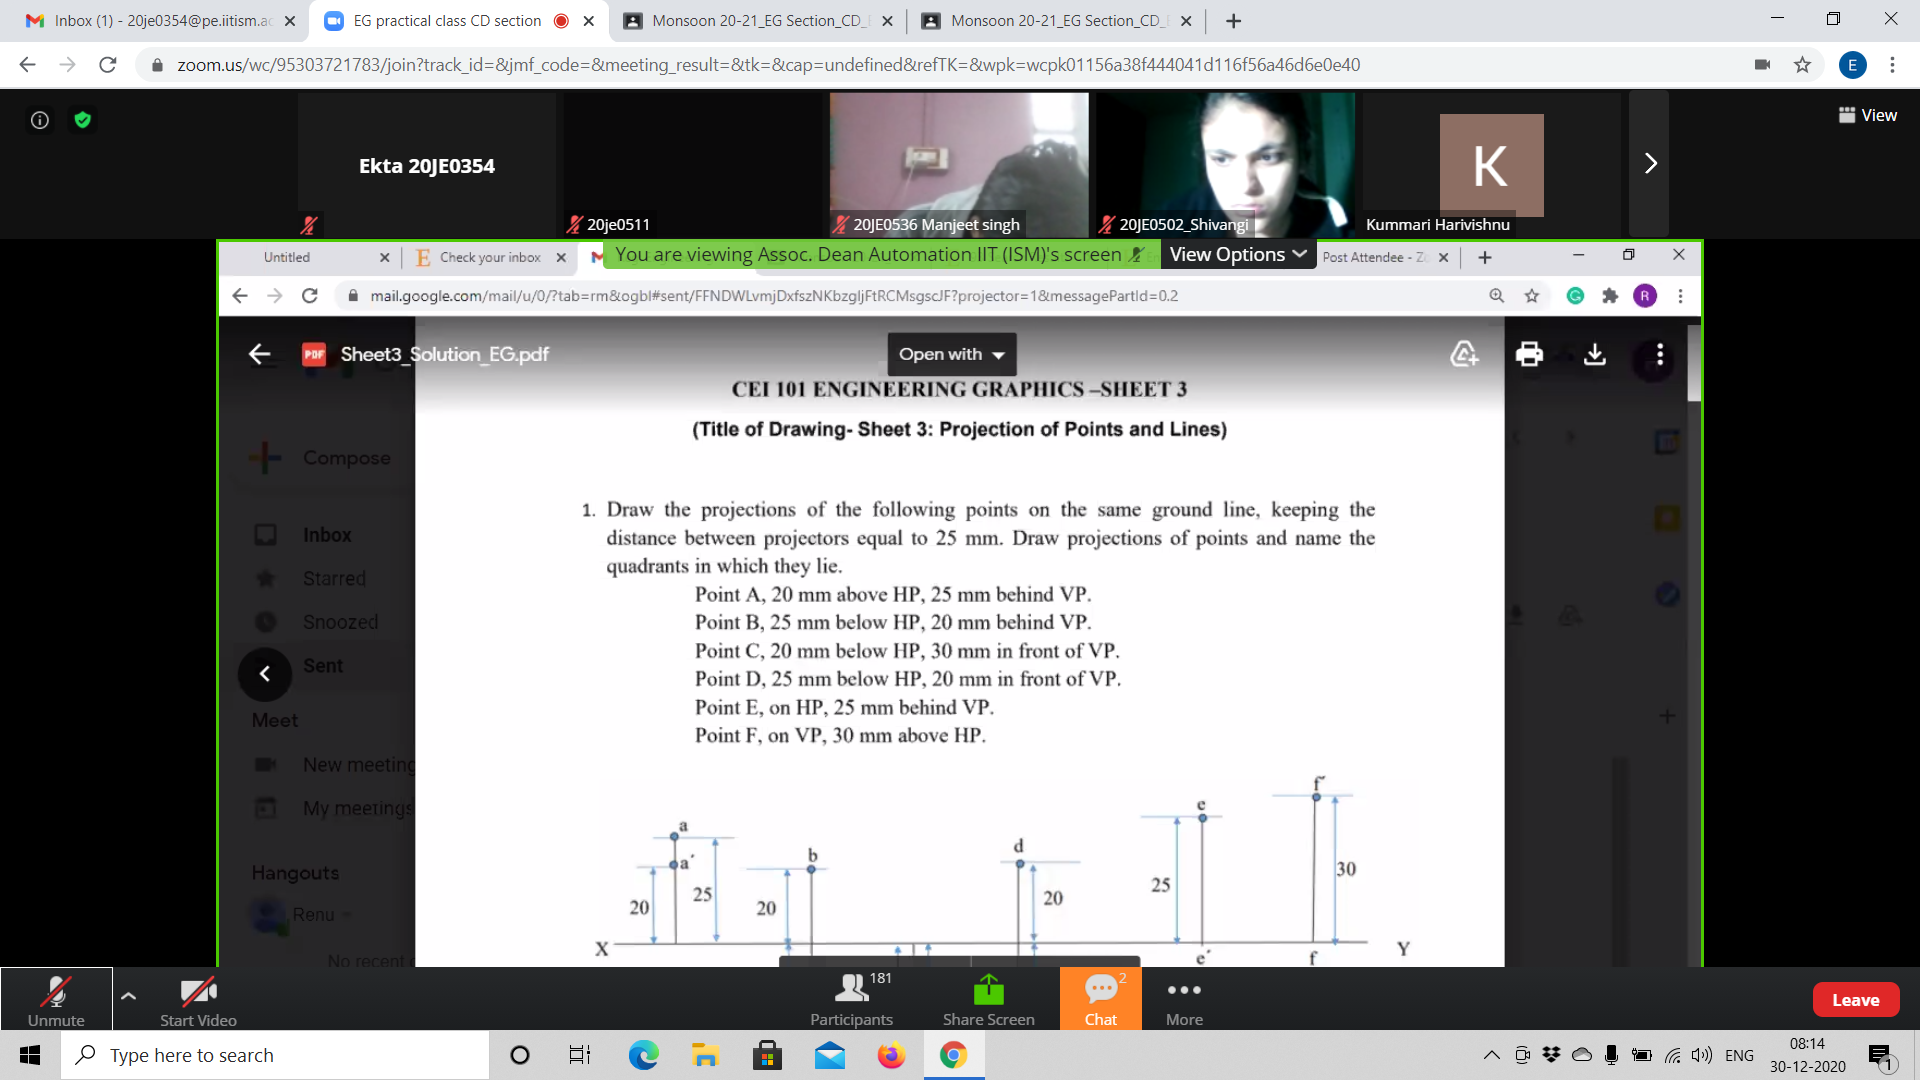 Inbox (1) - 20je0354@pe.iitism.ac
EG practical class CD section
Monsoon 20-21_EG Section_CD_
Monsoon 20-21_EG Section_CD_
zoom.us/wc/95303721783/join?track_id=&jmf_code=&meeting_result=&tk=&cap=undefined&refTK=&wpk=wcpk01156a38f444041d116f56a46d6e0e40
E
View
Ekta 20JE0354
20je0511
20JE0536 Manjeet singh
20JE0502_Shivangi
K
Kummari Harivishnu
Untitled
Check your inbox
You are viewing Assoc. Dean Automation IIT (ISM)'s screen
View Options
Post Attendee - Z
mail.google.com/mail/u/0/?tab=rm&ogbl#sent/FFNDWLvmjDxfszNKbzgljFtRCMsgscJF?projector=1&messagePartId=0.2
R
PDF
Sheet3_Solution_EG.pdf
Open with
CEI 101 ENGINEERING GRAPHICS –SHEET 3
(Title of Drawing- Sheet 3: Projection of Points and Lines)
Compose
Inbox
Starred
Snoozed
Sent
Meet
New meeting
My meetings
Hangouts
Renu
No recent c
1. Draw the projections of the following points on the same ground line, keeping the
distance between projectors equal to 25 mm. Draw projections of points and name the
quadrants in which they lie.
Point A, 20 mm above HP, 25 mm behind VP.
Point B, 25 mm below HP, 20 mm behind VP.
Point C, 20 mm below HP, 30 mm in front of VP.
Point D, 25 mm below HP, 20 mm in front of VP.
Point E, on HP, 25 mm behind VP.
Point F, on VP, 30 mm above HP.
f´
e
a
d
b
a´
30
25
25
20
20
20
X
Y
e´
f
Unmute
Start Video
181
Participants
Share Screen
2
Chat
More
Leave
Type here to search
ENG
08:14
30-12-2020
1